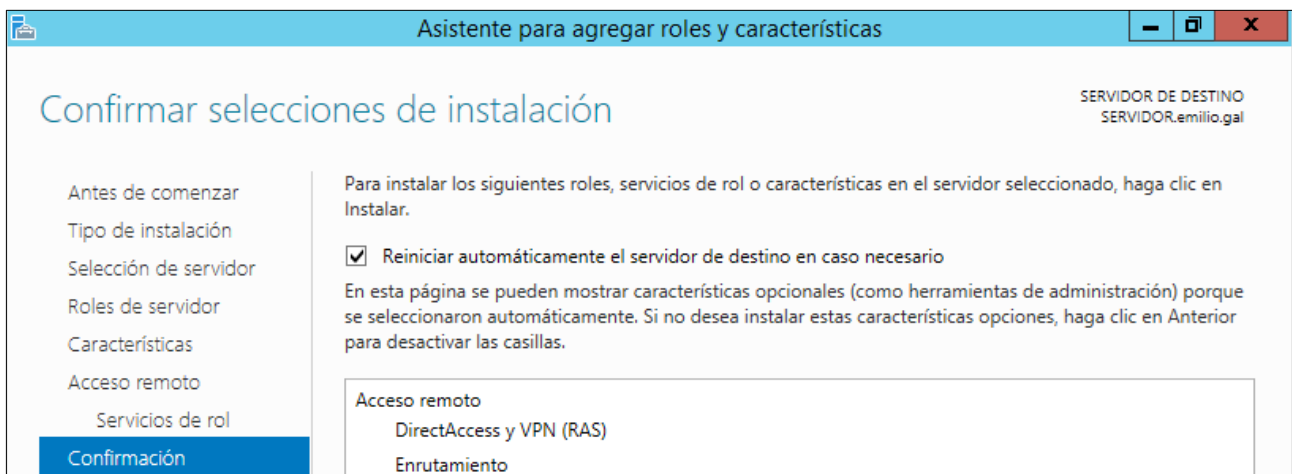 Asistente para agregar roles y características
Confirmar selecciones de instalación
SERVIDOR DE DESTINO
SERVIDOR.emilio.gal
Antes de comenzar
Tipo de instalación
Selección de servidor
Roles de servidor
Características
Acceso remoto
Servicios de rol
Confirmación
Para instalar los siguientes roles, servicios de rol o características en el servidor seleccionado, haga clic en
Instalar.
Reiniciar automáticamente el servidor de destino en caso necesario
En esta página se pueden mostrar características opcionales (como herramientas de administración) porque
se seleccionaron automáticamente. Si no desea instalar estas características opciones, haga clic en Anterior
para desactivar las casillas.
Acceso remoto
DirectAccess y VPN (RAS)
Enrutamiento